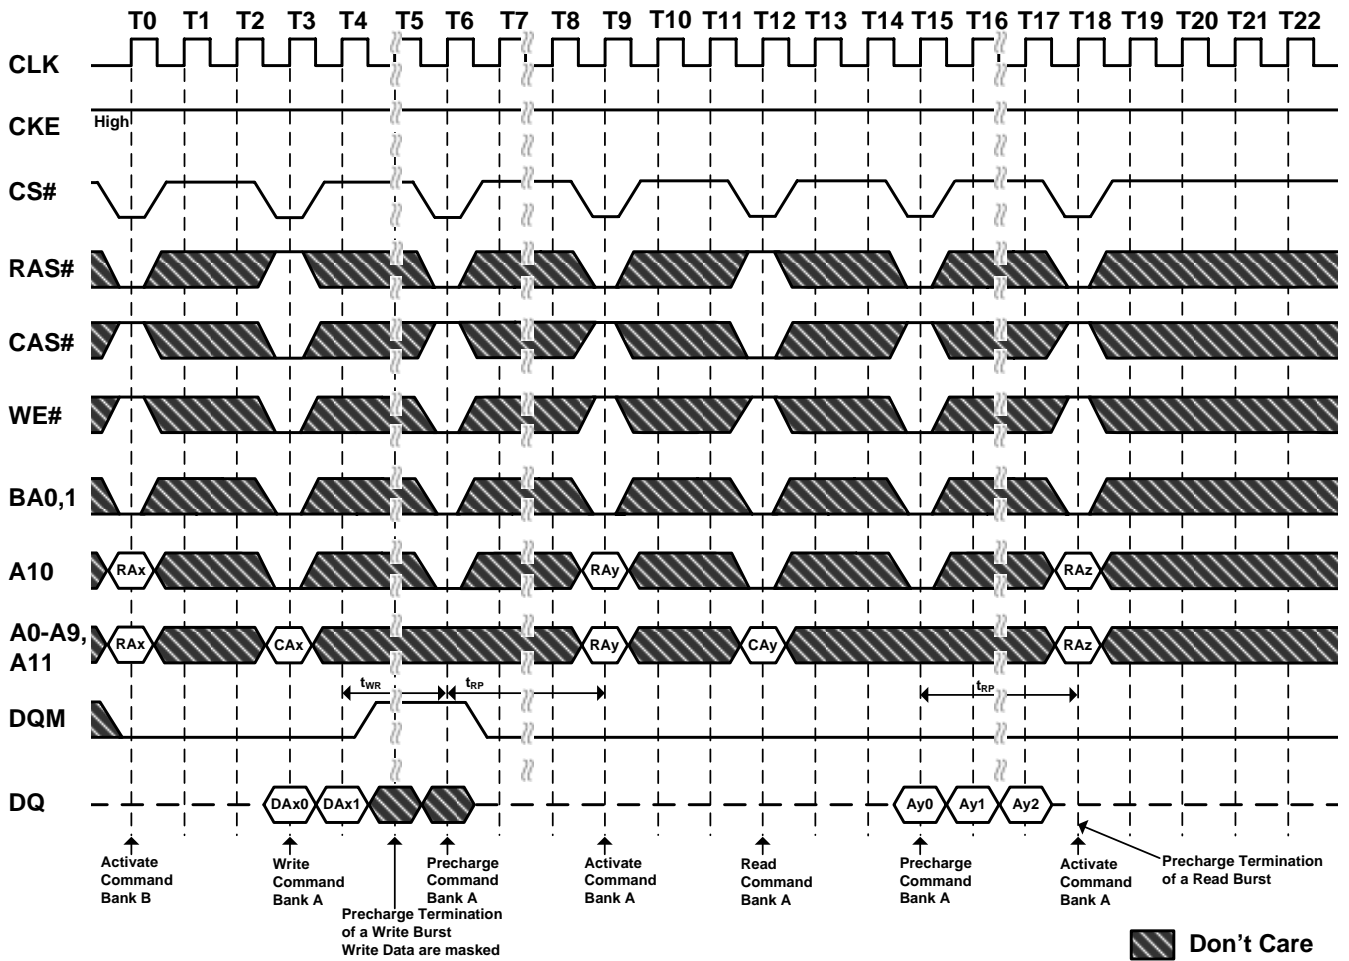 T0 T1 T2 T3 T4 T5 T6 T7 T8 T9 T10 T11 T12 T13 T14 T15 T16 T17 T18 T19 T20 T21 T22
CLK
CKE
High
CS#
RAS#
CAS#
WE#
BA0,1
A10
RAx RAy RAz
A0-A9,
A11
RAx CAx RAy CAy RAz
tWR tRP tRP
DQM
DQ
DAx0 DAx1 Ay0 Ay1 Ay2
Activate
Command
Bank B
Write
Command
Bank A
Precharge Termination
of a Write Burst
Write Data are masked
Precharge
Command
Bank A
Activate
Command
Bank A
Read
Command
Bank A
Precharge
Command
Bank A
Activate
Command
Bank A
Precharge Termination
of a Read Burst
Don't Care